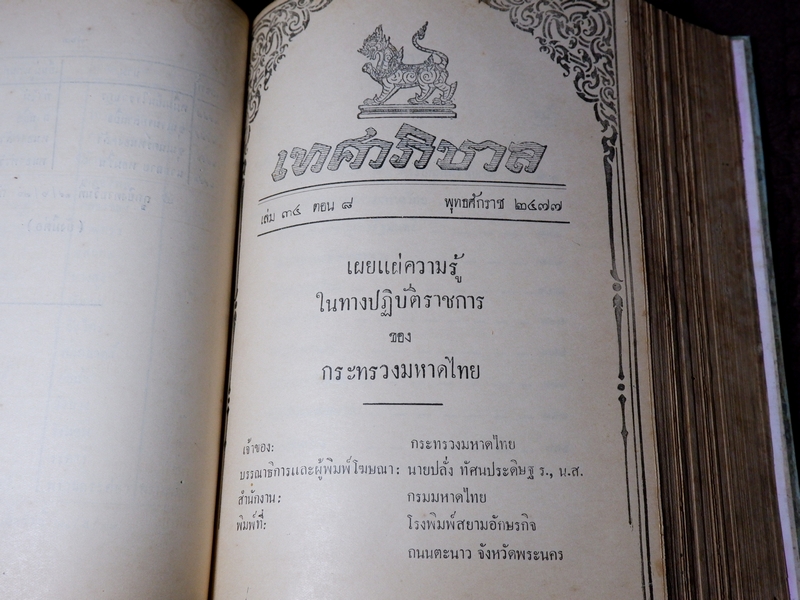 เทศาภิบาล
เล่ม ๓๔ ตอน ๘ พุทธศักราช ๒๔๗๗
เผยแผ่ความรู้
ในทางปฏิบัติราชการ
ของ
กระทรวงมหาดไทย
เจ้าของ: กระทรวงมหาดไทย
บรรณาธิการและผู้พิมพ์โฆษณา: นายปลั่ง ทัศนประดิษฐ ร., น.ส.
สำนักงาน: กรมมหาดไทย
พิมพ์ที่: โรงพิมพ์สยามอักษรกิจ
ถนนตะนาว จังหวัดพระนคร